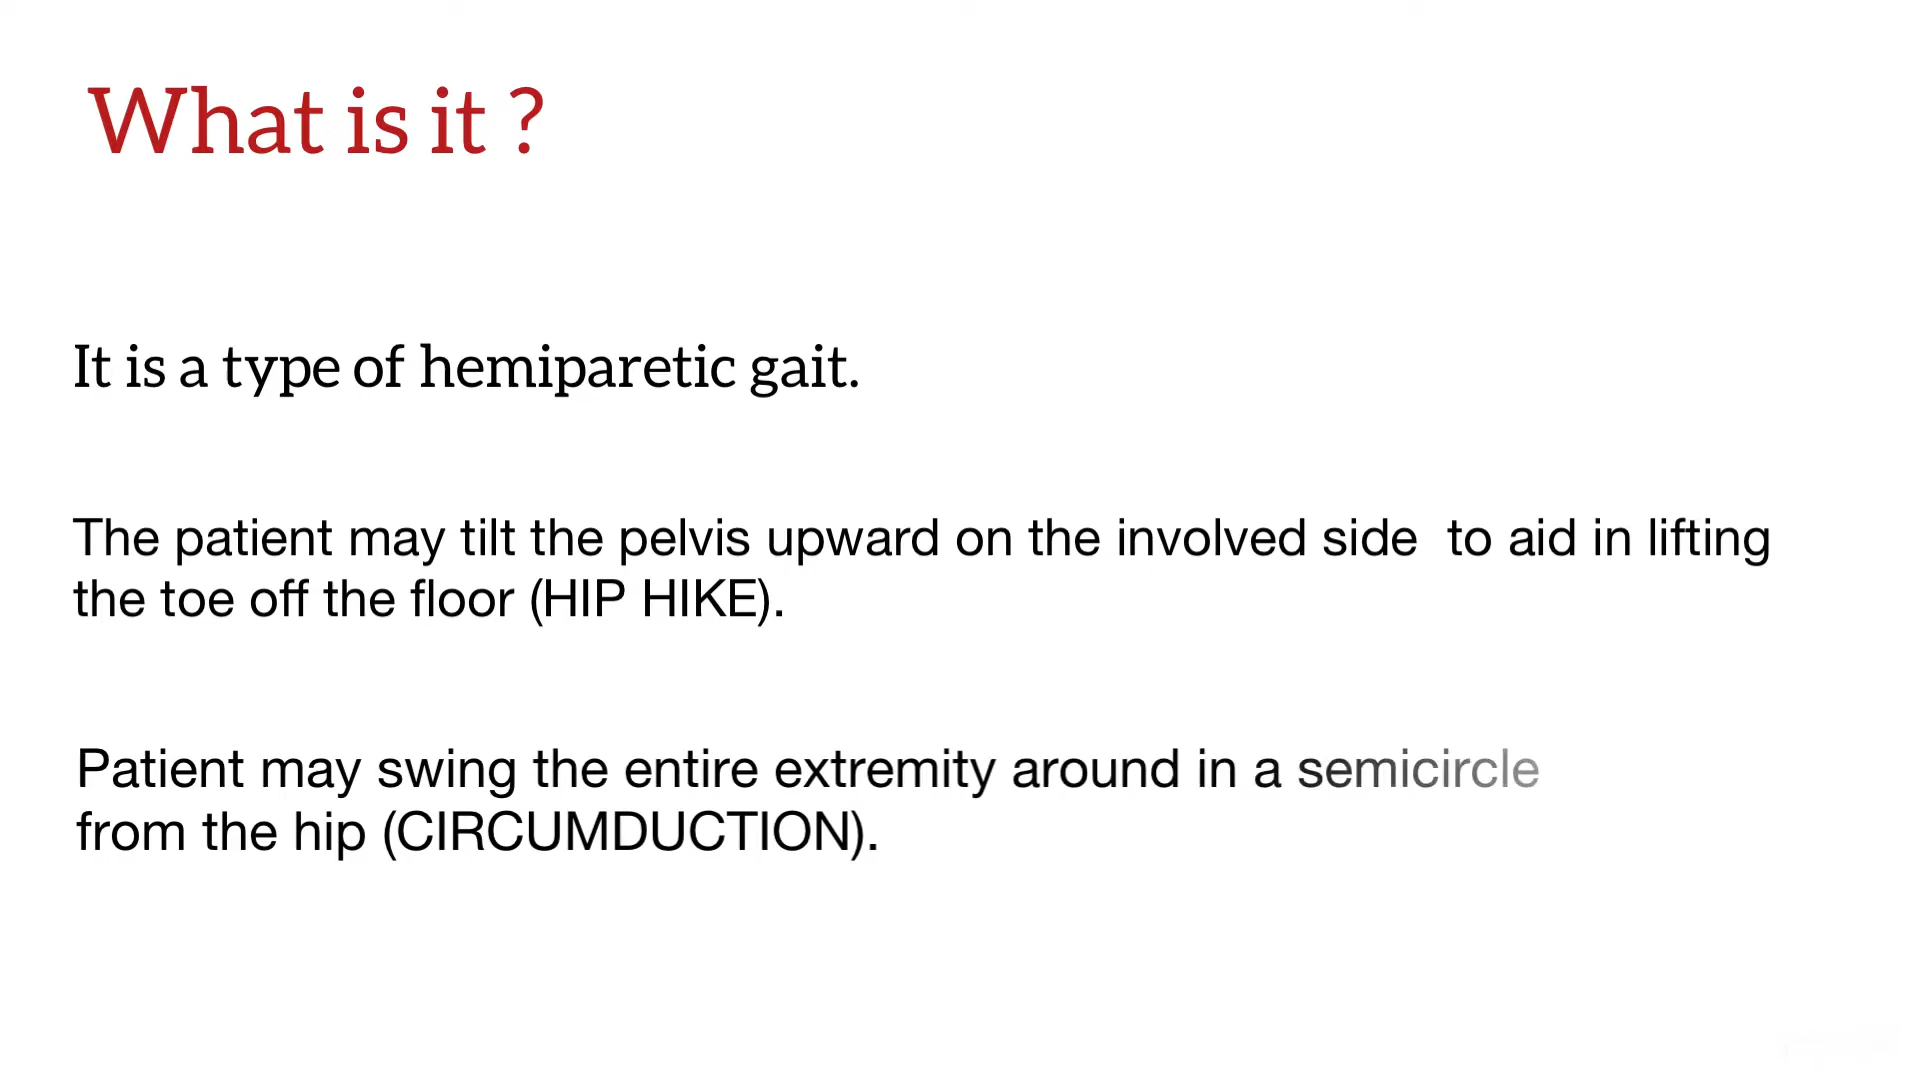 What is it ?
It is a type of hemiparetic gait.
The patient may tilt the pelvis upward on the involved side  to aid in lifting
the toe off the floor (HIP HIKE).
Patient may swing the entire extremity around in a semicircle
from the hip (CIRCUMDUCTION).